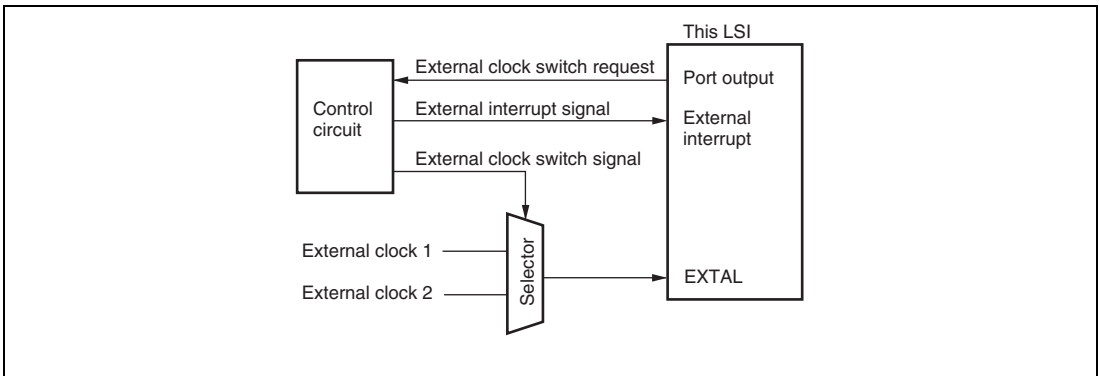 This LSI
External clock switch request
Port output
Control
circuit
External interrupt signal
External
interrupt
External clock switch signal
External clock 1
External clock 2
Selector
EXTAL